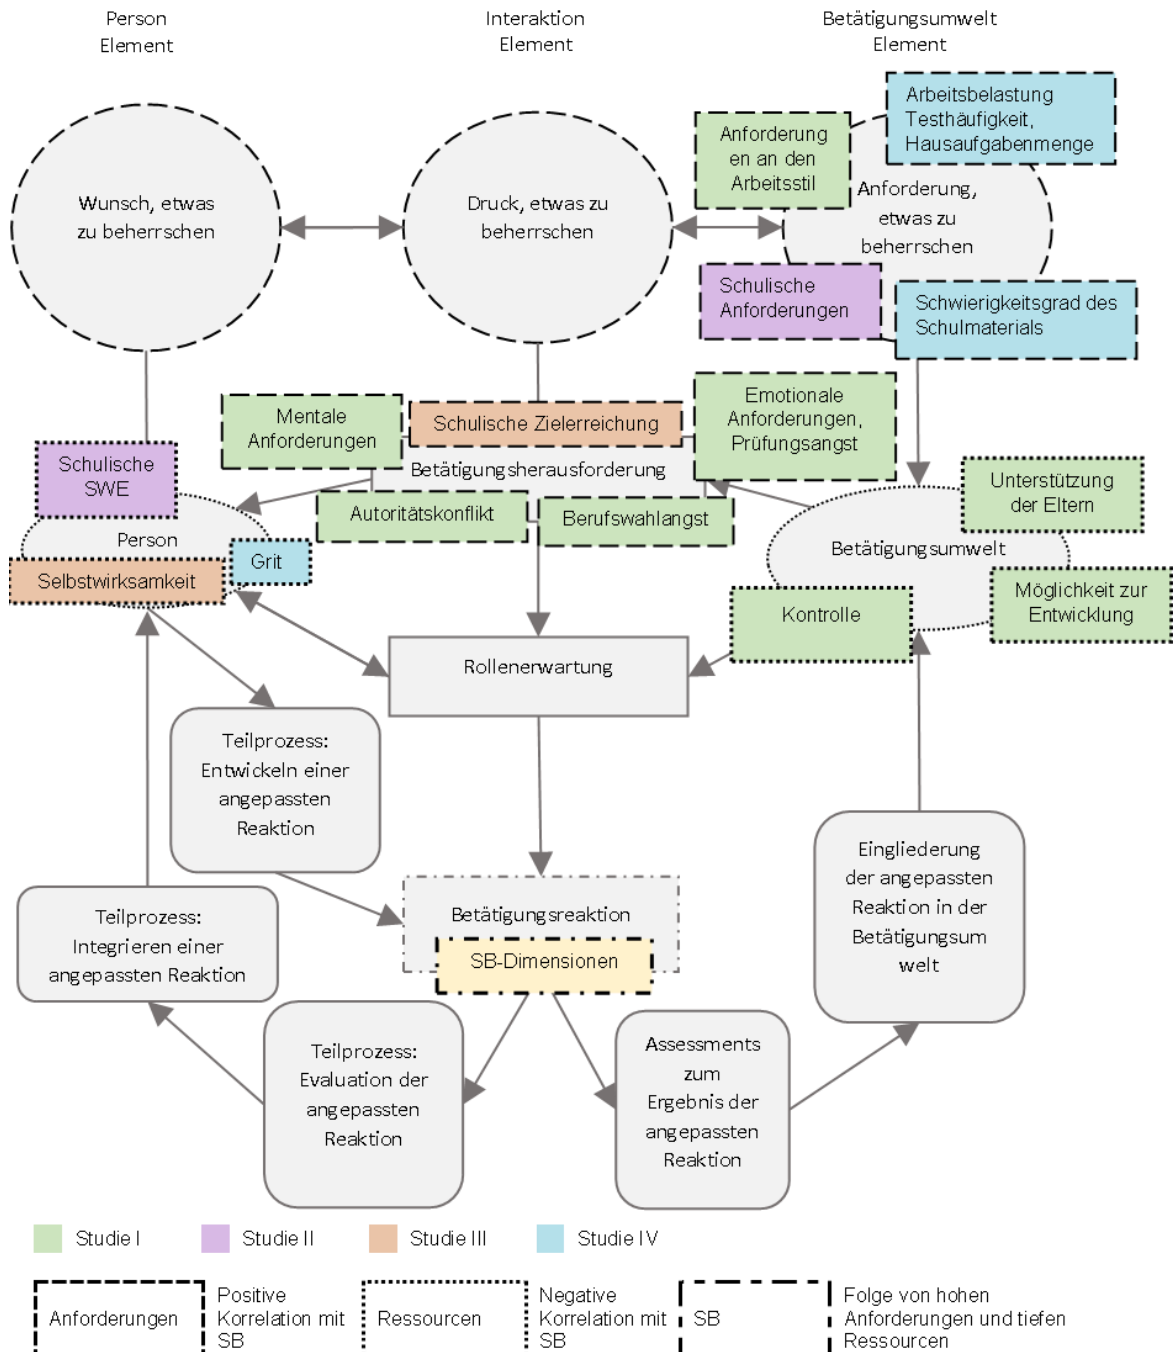 Person
Element
Interaktion
Element
Betätigungsumwelt
Element
Wunsch, etwas
zu beherrschen
Druck, etwas zu
beherrschen
Anforderung
en an den
Arbeitsstil
Arbeitsbelastung
Testhäufigkeit,
Hausaufgabenmenge
Anforderung,
etwas zu
beherrschen
Schulische
Anforderungen
Schwierigkeitsgrad des
Schulmaterials
Mentale
Anforderungen
Schulische Zielerreichung
Emotionale
Anforderungen,
Prüfungsangst
Betätigungsherausforderung
Autoritätskonflikt
Berufswahlangst
Schulische
SWE
Person
Grit
Selbstwirksamkeit
Unterstützung
der Eltern
Betätigungsumwelt
Möglichkeit zur
Entwicklung
Kontrolle
Rollenerwartung
Teilprozess:
Entwickeln einer
angepassten
Reaktion
Eingliederung
der angepassten
Reaktion in der
Betätigungsum
welt
Teilprozess:
Integrieren einer
angepassten Reaktion
Betätigungsreaktion
SB-Dimensionen
Teilprozess:
Evaluation der
angepassten
Reaktion
Assessments
zum
Ergebnis der
angepassten
Reaktion
Studie I
Studie II
Studie III
Studie IV
Anforderungen
Positive
Korrelation mit
SB
Ressourcen
Negative
Korrelation mit
SB
SB
Folge von hohen
Anforderungen und tiefen
Ressourcen